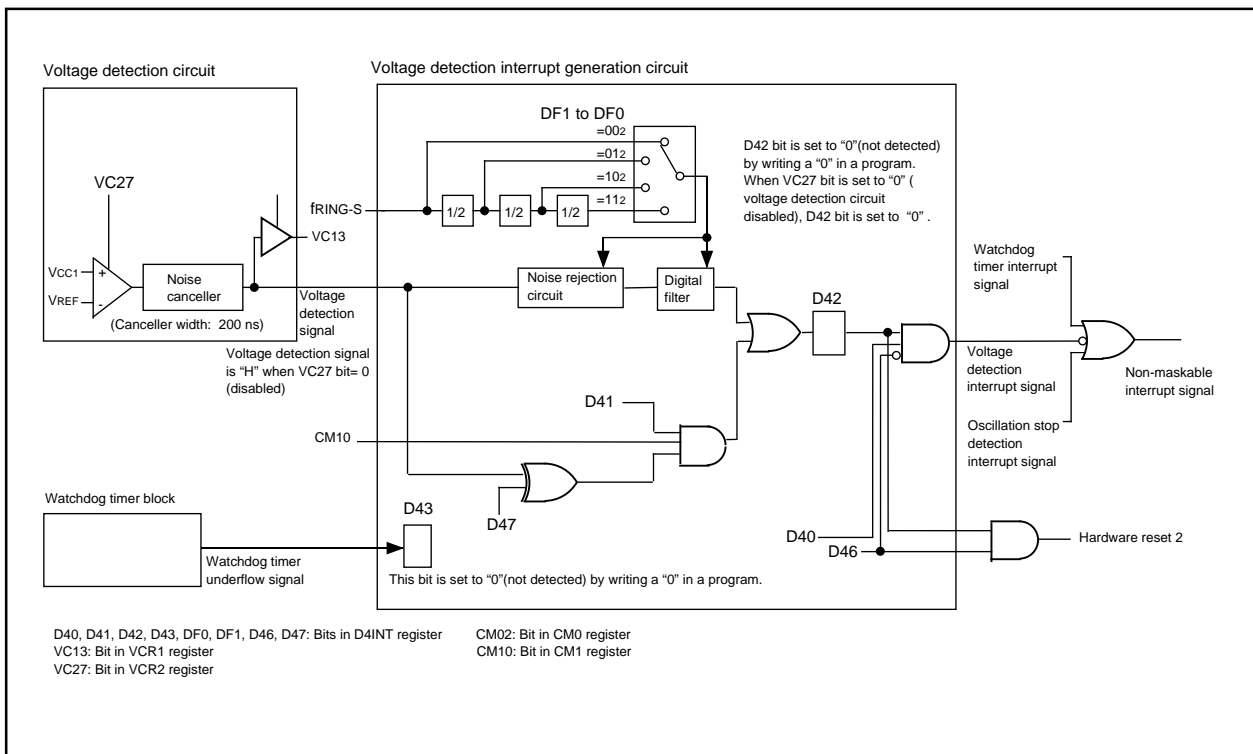 Voltage detection circuit
VC27
VCC1
+
VREF
-
Noise
canceller
(Canceller width: 200 ns)
VC13
Voltage
detection
signal
Voltage detection signal
is “H” when VC27 bit= 0
(disabled)
Voltage detection interrupt generation circuit
DF1 to DF0
=002
=012
=102
=112
fRING-S
1/2
1/2
1/2
D42 bit is set to “0”(not detected)
by writing a “0” in a program.
When VC27 bit is set to “0” (
voltage detection circuit
disabled), D42 bit is set to “0” .
Noise rejection
circuit
Digital
filter
D42
D41
CM10
D47
D43
D40
D46
This bit is set to “0”(not detected) by writing a “0” in a program.
Watchdog
timer interrupt
signal
Voltage
detection
interrupt signal
Non-maskable
interrupt signal
Oscillation stop
detection
interrupt signal
Hardware reset 2
Watchdog timer block
Watchdog timer
underflow signal
D40, D41, D42, D43, DF0, DF1, D46, D47: Bits in D4INT register
VC13: Bit in VCR1 register
VC27: Bit in VCR2 register
CM02: Bit in CM0 register
CM10: Bit in CM1 register